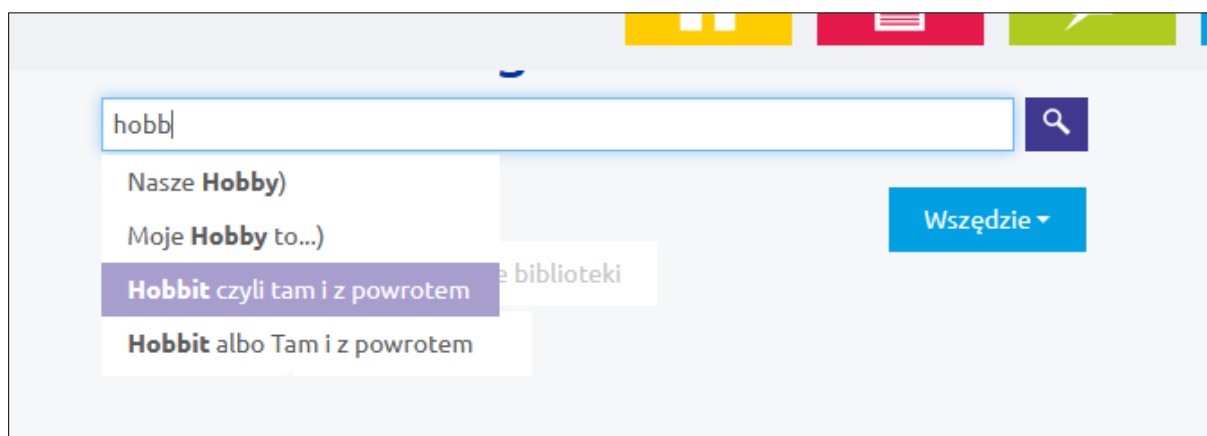 hobb
Nasze Hobby)
Moje Hobby to...)
Wszędzie
e biblioteki
Hobbit czyli tam i z powrotem
Hobbit albo Tam i z powrotem